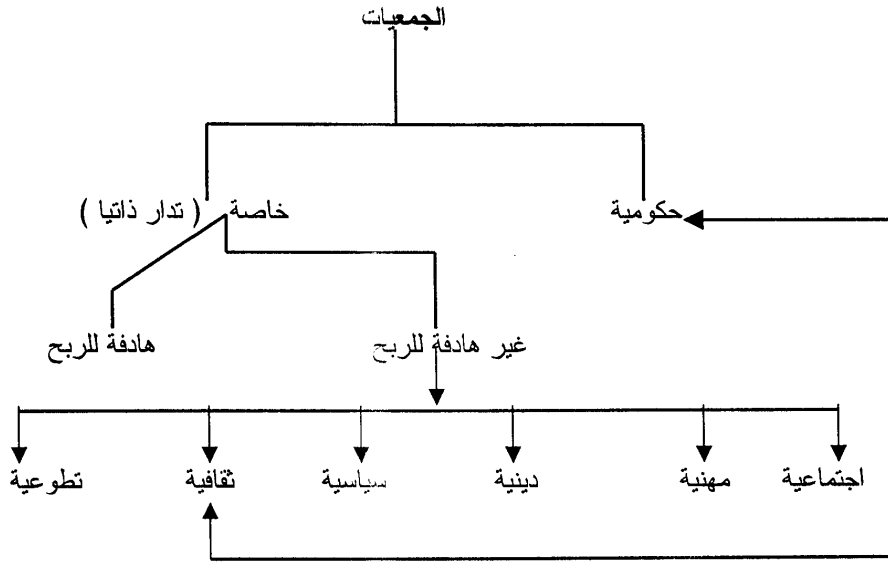 الجمعيات
حكومية
خاصة ( تدار ذاتيا )
غير هادفة للربح
هادفة للربح
اجتماعية
مهنية
دينية
سياسية
ثقافية
تطوعية